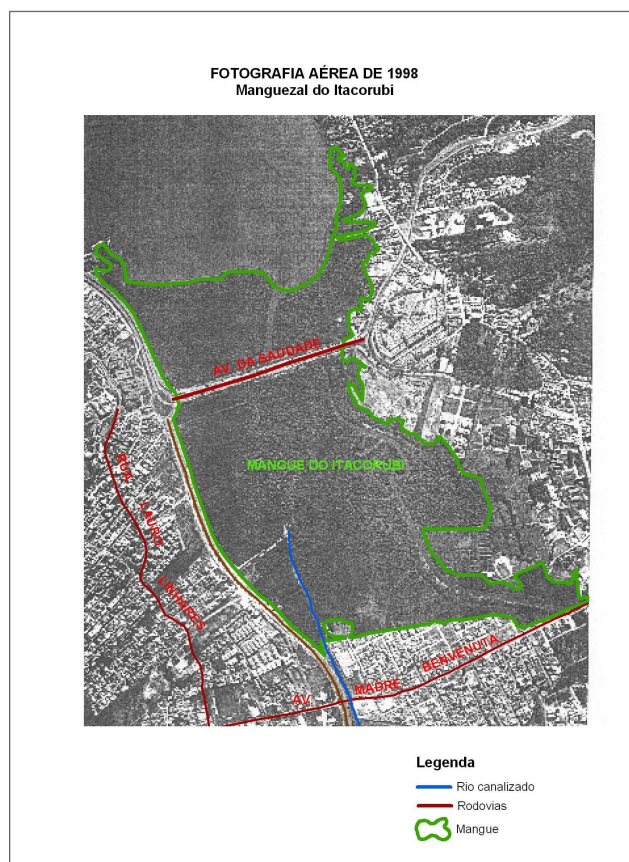 FOTOGRAFIA AÉREA DE 1998
Manguezal do Itacorubi
AV. DA SAUDADE
MANGUE DO ITACORUBI
RUA LAURO LINHARES
AV. MADRE BENVENUTA
Legenda
Rio canalizado
Rodovias
Mangue